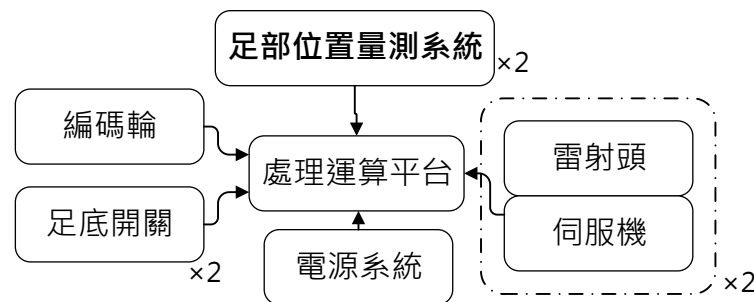 足部位置量測系統
×2
編碼輪
處理運算平台
雷射頭
足底開關
×2
伺服機
×2
電源系統